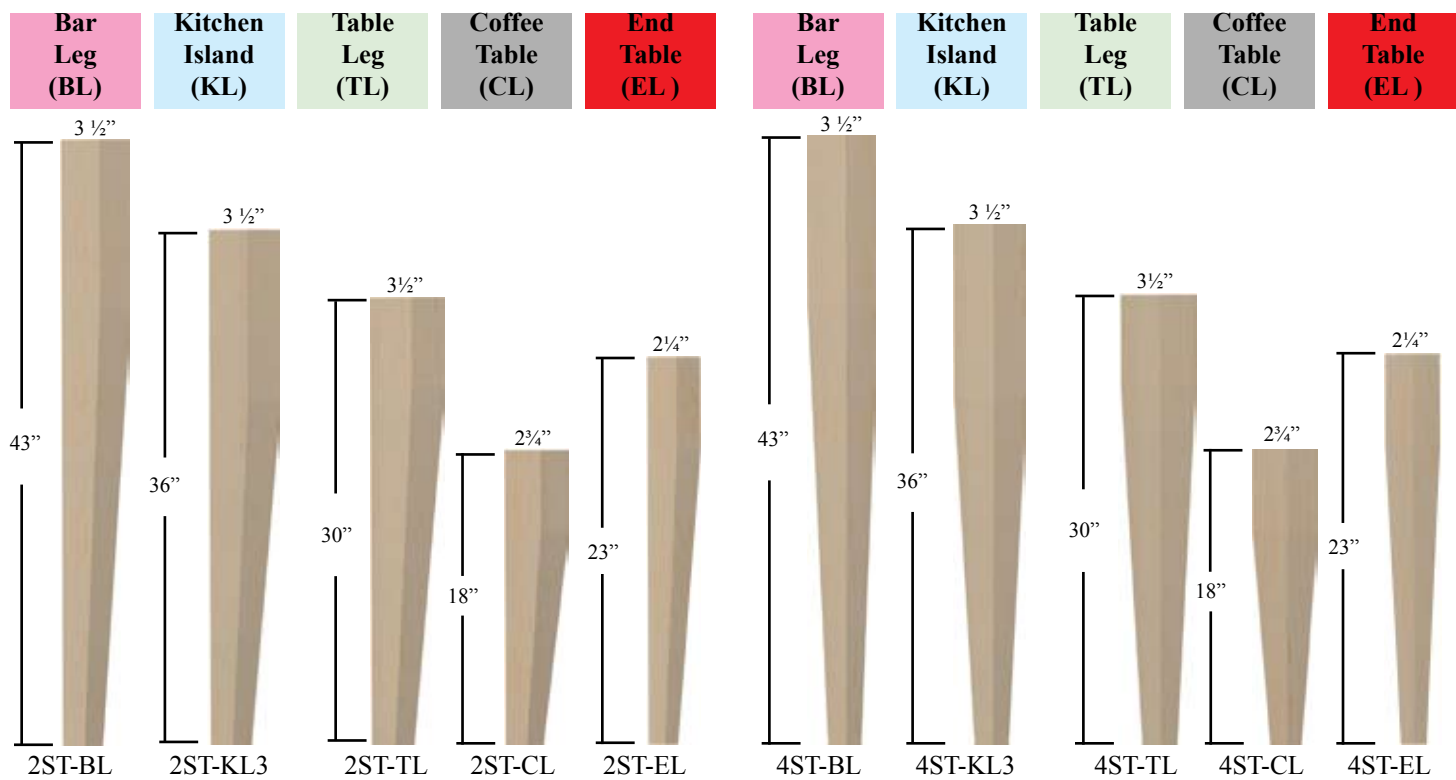 Bar
Leg
(BL)
Kitchen
Island
(KL)
Table
Leg
(TL)
Coffee
Table
(CL)
End
Table
(EL )
Bar
Leg
(BL)
Kitchen
Island
(KL)
Table
Leg
(TL)
Coffee
Table
(CL)
End
Table
(EL )
3 ½”
43”
2ST-BL
3 ½”
36”
2ST-KL3
3½”
30”
2ST-TL
2¾”
18”
2ST-CL
2¼”
23”
2ST-EL
3 ½”
43”
4ST-BL
3 ½”
36”
4ST-KL3
3½”
30”
4ST-TL
2¾”
18”
4ST-CL
2¼”
23”
4ST-EL